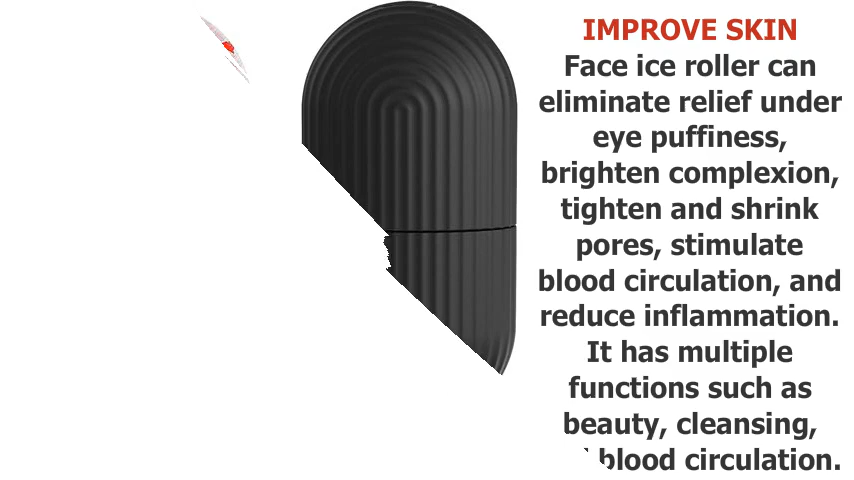 IMPROVE SKIN
Face ice roller can
eliminate relief under
eye puffiness,
brighten complexion,
tighten and shrink
pores, stimulate
blood circulation, and
reduce inflammation.
It has multiple
functions such as
beauty, cleansing,
blood circulation.